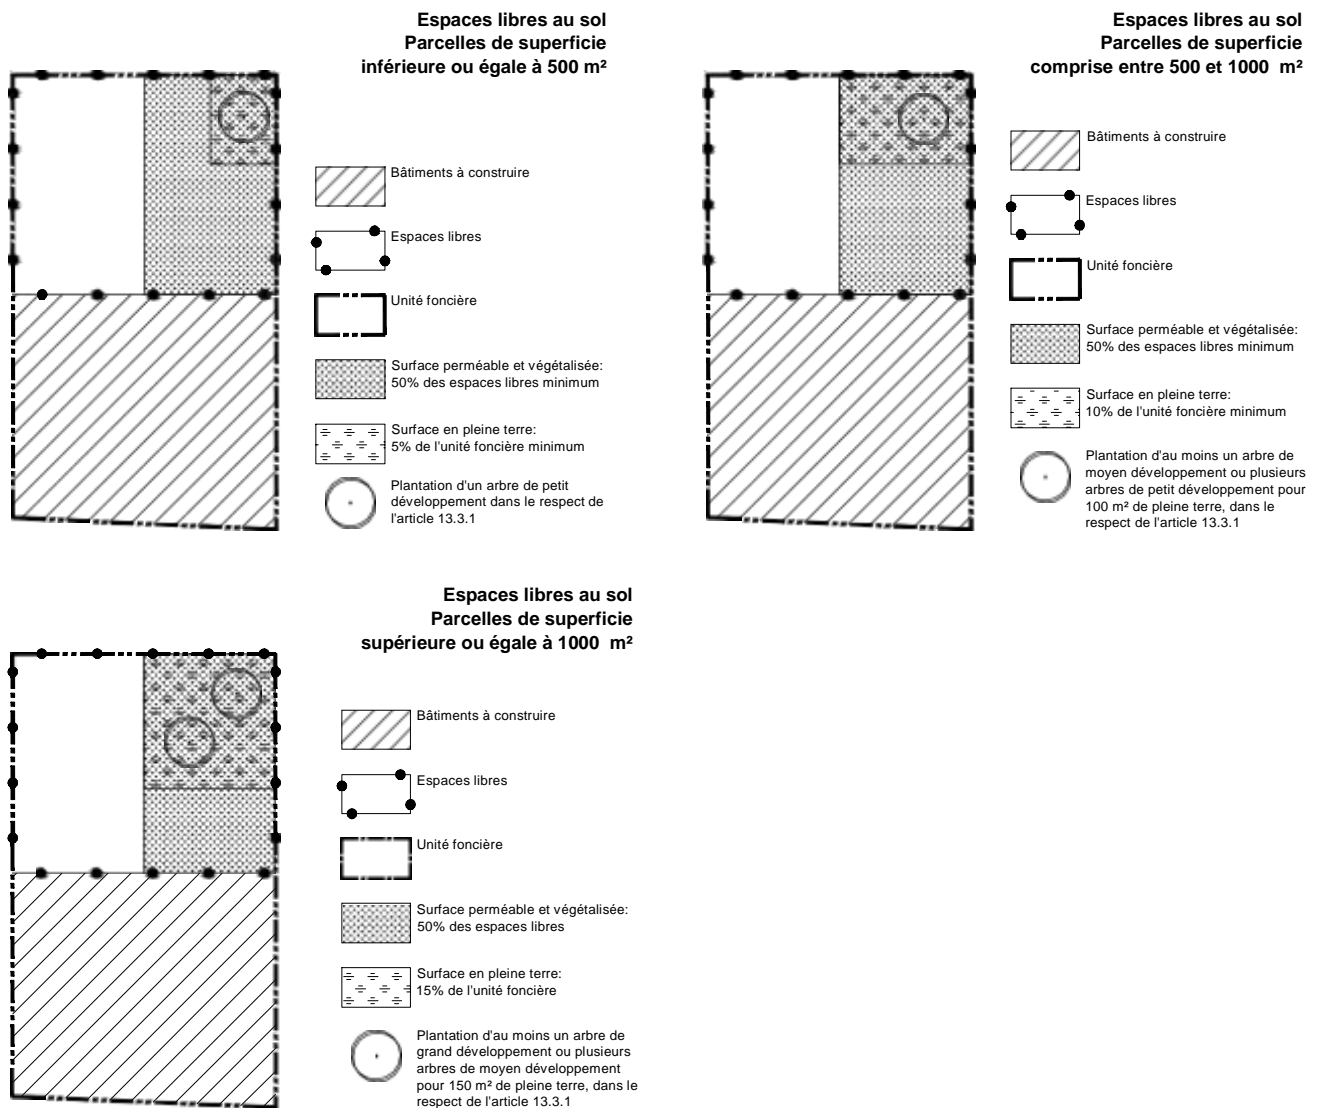 Espaces libres au sol
Parcelles de superficie
inférieure ou égale à 500 m²
Bâtiments à construire
Espaces libres
Unité foncière
Surface perméable et végétalisée:
50% des espaces libres minimum
Surface en pleine terre:
5% de l'unité foncière minimum
Plantation d'un arbre de petit
développement dans le respect de
l'article 13.3.1
Espaces libres au sol
Parcelles de superficie
comprise entre 500 et 1000 m²
Bâtiments à construire
Espaces libres
Unité foncière
Surface perméable et végétalisée:
50% des espaces libres minimum
Surface en pleine terre:
10% de l'unité foncière minimum
Plantation d'au moins un arbre de
moyen développement ou plusieurs
arbres de petit développement pour
100 m² de pleine terre, dans le
respect de l'article 13.3.1
Espaces libres au sol
Parcelles de superficie
supérieure ou égale à 1000 m²
Bâtiments à construire
Espaces libres
Unité foncière
Surface perméable et végétalisée:
50% des espaces libres
Surface en pleine terre:
15% de l'unité foncière
Plantation d'au moins un arbre de
grand développement ou plusieurs
arbres de moyen développement
pour 150 m² de pleine terre, dans le
respect de l'article 13.3.1